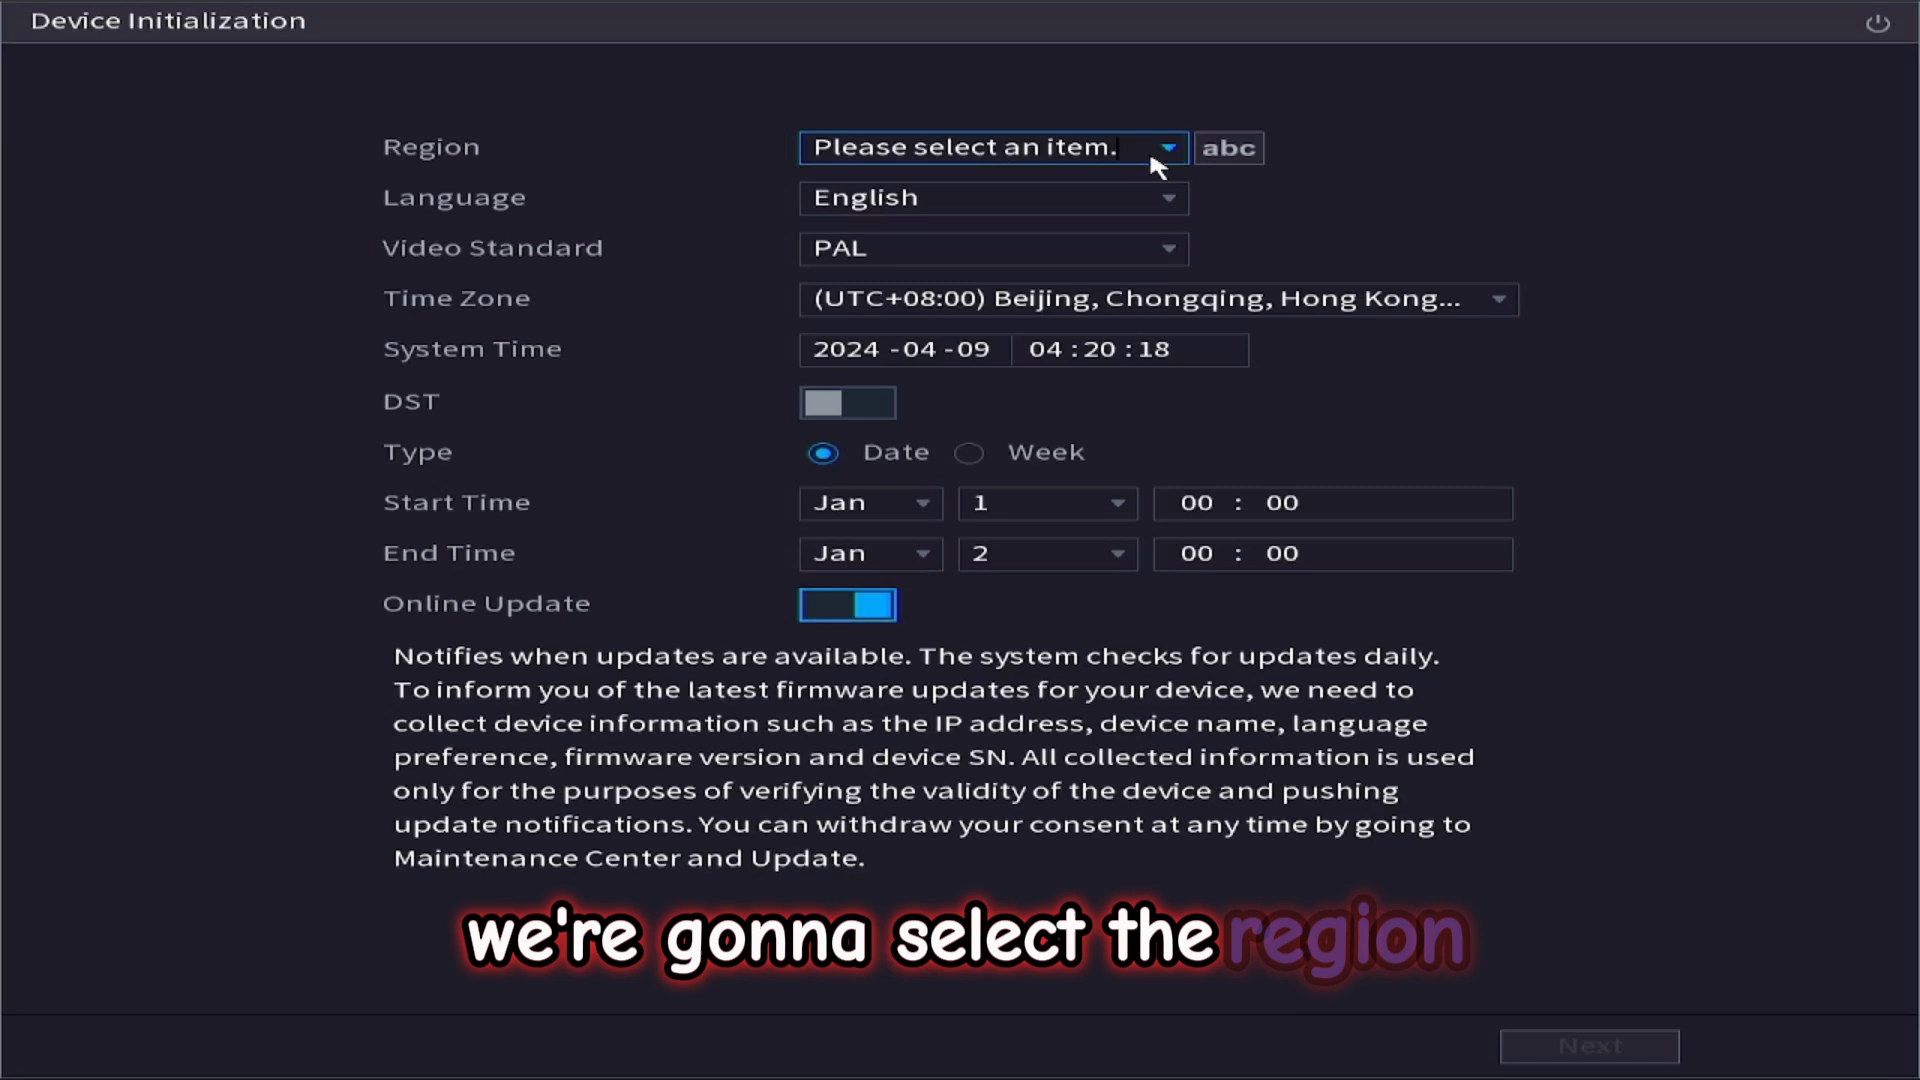 Device Initialization
Region Please select an item. abc
Language English
Video Standard PAL
Time Zone (UTC+08:00) Beijing, Chongqing, Hong Kong...
System Time 2024 -04 -09 04 : 20 : 18
DST
Type Date Week
Start Time Jan 1 00 : 00
End Time Jan 2 00 : 00
Online Update
Notifies when updates are available. The system checks for updates daily.
To inform you of the latest firmware updates for your device, we need to
collect device information such as the IP address, device name, language
preference, firmware version and device SN. All collected information is used
only for the purposes of verifying the validity of the device and pushing
update notifications. You can withdraw your consent at any time by going to
Maintenance Center and Update.
we're gonna select the region
Next